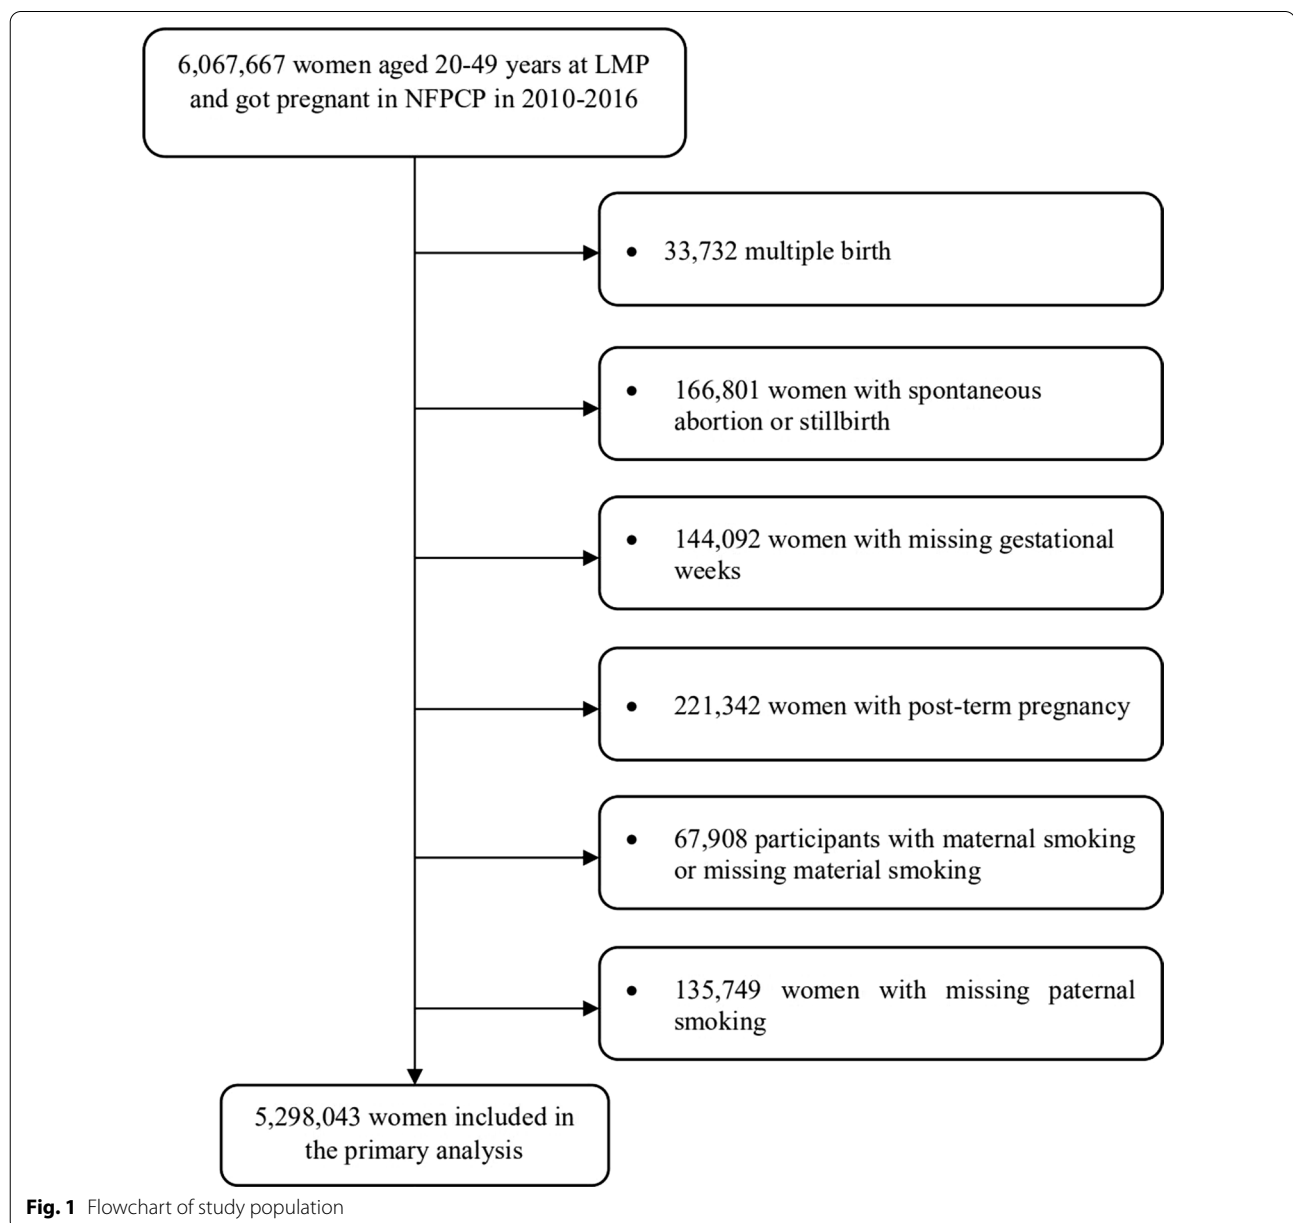 6,067,667 women aged 20-49 years at LMP
and got pregnant in NFPCP in 2010-2016
• 33,732 multiple birth
• 166,801 women with spontaneous
abortion or stillbirth
• 144,092 women with missing gestational
weeks
• 221,342 women with post-term pregnancy
• 67,908 participants with maternal smoking
or missing material smoking
• 135,749 women with missing paternal
smoking
5,298,043 women included in
the primary analysis
Fig. 1 Flowchart of study population